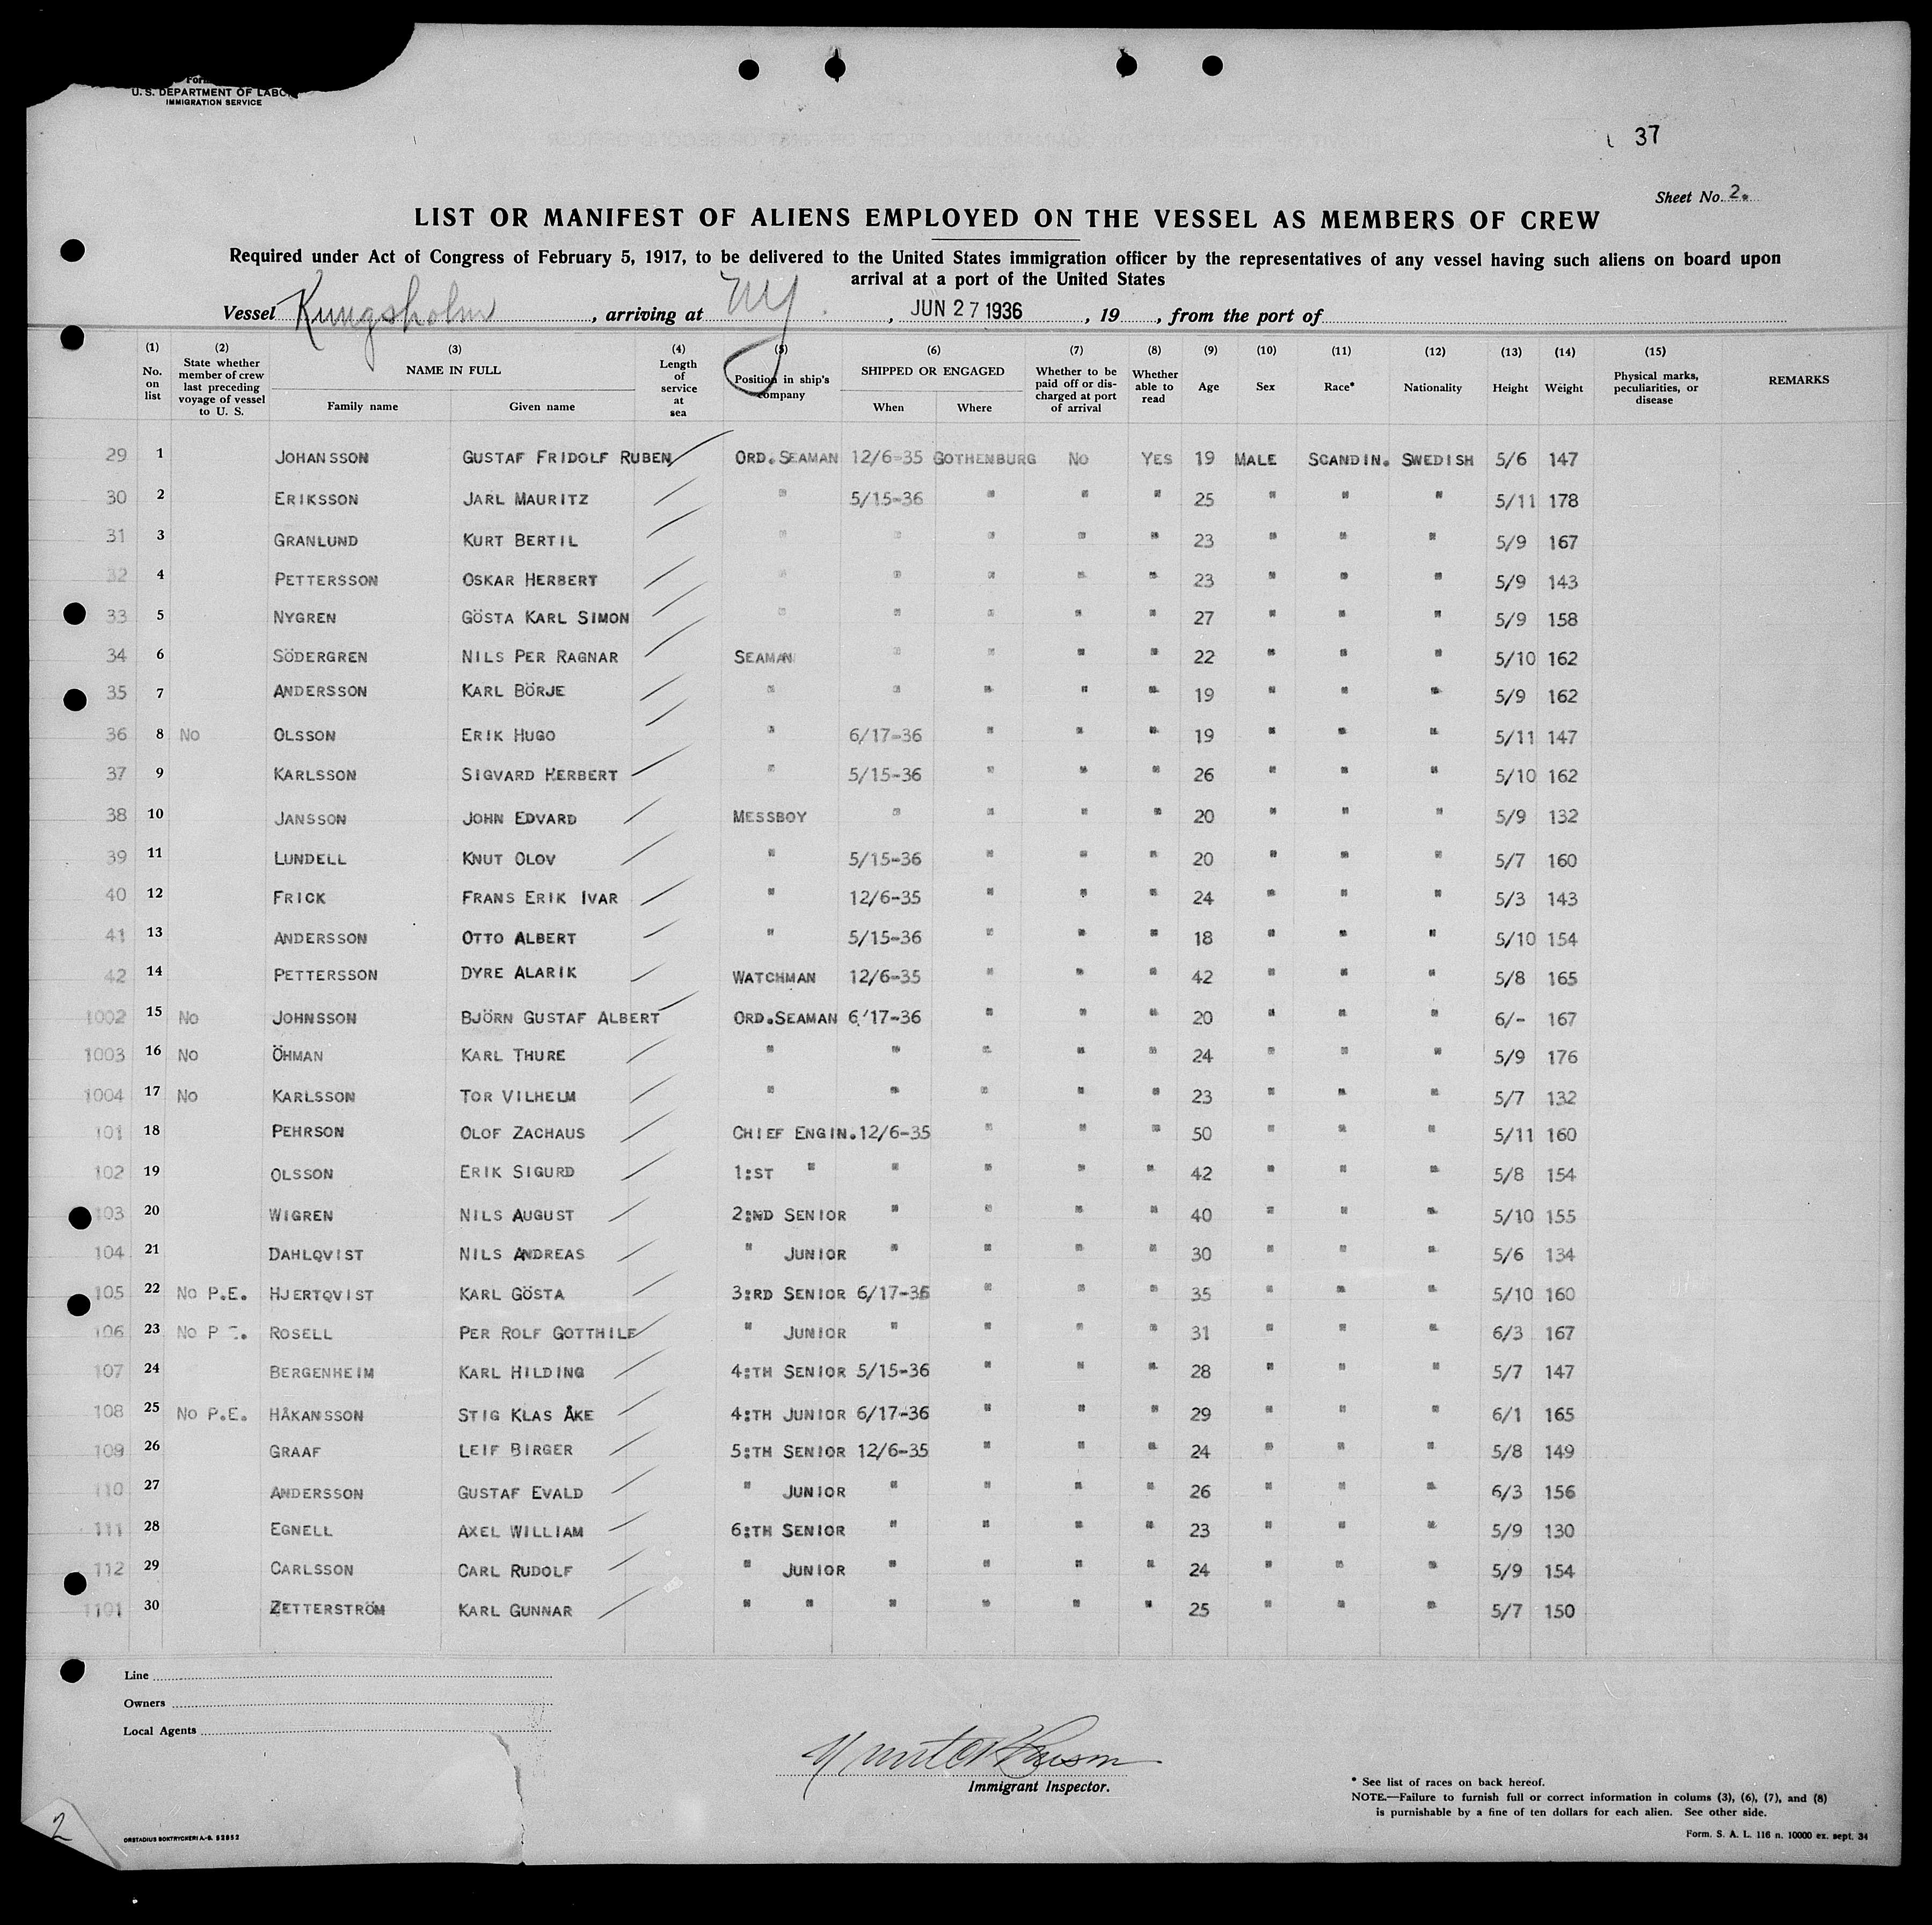 U. S. DEPARTMENT OF LABOR
IMMIGRATION SERVICE
37
Sheet No. 2.
LIST OR MANIFEST OF ALIENS EMPLOYED ON THE VESSEL AS MEMBERS OF CREW
Required under Act of Congress of February 5, 1917, to be delivered to the United States immigration officer by the representatives of any vessel having such aliens on board upon
arrival at a port of the United States
Vessel Kungsholm, arriving at NY, JUN 27 1936, 19, from the port of
(1) No. on list (2) State whether member of crew last preceding voyage of vessel to U. S. (3) NAME IN FULL Family name Given name (4) Length of service at sea (5) Position in ship's company (6) SHIPPED OR ENGAGED When Where (7) Whether to be paid off or discharged at port of arrival (8) Whether able to read (9) Age (10) Sex (11) Race* (12) Nationality (13) Height (14) Weight (15) Physical marks, peculiarities, or disease REMARKS
29 1 JOHANSSON GUSTAF FRIDOLF RUBEN ORD.SEAMAN 12/6-35 GOTHENBURG NO YES 19 MALE SCANDIN. SWEDISH 5/6 147
30 2 ERIKSSON JARL MAURITZ " 5/15-36 " " " 25 " " " 5/11 178
31 3 GRANLUND KURT BERTIL " " " " " 23 " " " 5/9 167
32 4 PETTERSSON OSKAR HERBERT " " " " " 23 " " " 5/9 143
33 5 NYGREN GÖSTA KARL SIMON " " " " " 27 " " " 5/9 158
34 6 SÖDERGREN NILS PER RAGNAR SEAMAN " " " " 22 " " " 5/10 162
35 7 ANDERSSON KARL BÖRJE " " " " " 19 " " " 5/9 162
36 8 NO OLSSON ERIK HUGO " 6/17-36 " " " 19 " " " 5/11 147
37 9 KARLSSON SIGVARD HERBERT " 5/15-36 " " " 26 " " " 5/10 162
38 10 JANSSON JOHN EDVARD MESSBOY " " " " 20 " " " 5/9 132
39 11 LUNDELL KNUT OLOV " 5/15-36 " " " 20 " " " 5/7 160
40 12 FRICK FRANS ERIK IVAR " 12/6-35 " " " 24 " " " 5/3 143
41 13 ANDERSSON OTTO ALBERT " 5/15-36 " " " 18 " " " 5/10 154
42 14 PETTERSSON DYRE ALARIK WATCHMAN 12/6-35 " " " 42 " " " 5/8 165
1002 15 NO JOHNSSON BJÖRN GUSTAF ALBERT ORD.SEAMAN 6/17-36 " " " 20 " " " 6/- 167
1003 16 NO ÖHMAN KARL THURE " " " " " 24 " " " 5/9 176
1004 17 NO KARLSSON TOR VILHELM " " " " " 23 " " " 5/7 132
101 18 PEHRSON OLOF ZACHAUS CHIEF ENGIN. 12/6-35 " " " 50 " " " 5/11 160
102 19 OLSSON ERIK SIGURD 1:ST " " " " " 42 " " " 5/8 154
103 20 WIGREN NILS AUGUST 2:ND SENIOR " " " " 40 " " " 5/10 155
104 21 DAHLQVIST NILS ANDREAS " JUNIOR " " " " 30 " " " 5/6 134
105 22 NO P.E. HJERTQVIST KARL GÖSTA 3:RD SENIOR 6/17-36 " " " 35 " " " 5/10 160
106 23 NO P.E. ROSELL PER ROLF GOTTHILF " JUNIOR " " " " 31 " " " 6/3 167
107 24 BERGENHEIM KARL HILDING 4:TH SENIOR 5/15-36 " " " 28 " " " 5/7 147
108 25 NO P.E. HÅKANSSON STIG KLAS ÅKE 4:TH JUNIOR 6/17-36 " " " 29 " " " 6/1 165
109 26 GRAAF LEIF BIRGER 5:TH SENIOR 12/6-35 " " " 24 " " " 5/8 149
110 27 ANDERSSON GUSTAF EVALD " JUNIOR " " " " 26 " " " 6/3 156
111 28 EGNELL AXEL WILLIAM 6:TH SENIOR " " " " 23 " " " 5/9 130
112 29 CARLSSON CARL RUDOLF " JUNIOR " " " " 24 " " " 5/9 154
1101 30 ZETTERSTRÖM KARL GUNNAR " " " " " " 25 " " " 5/7 150
Line
Owners
Local Agents
Immigrant Inspector.
* See list of races on back hereof.
NOTE.—Failure to furnish full or correct information in colums (3), (6), (7), and (8)
is punishable by a fine of ten dollars for each alien. See other side.
2
ORSTADIUS BOKTRYCKERI A.-B. 52852
Form. S. A. L. 116 n. 10000 ex. sept. 34